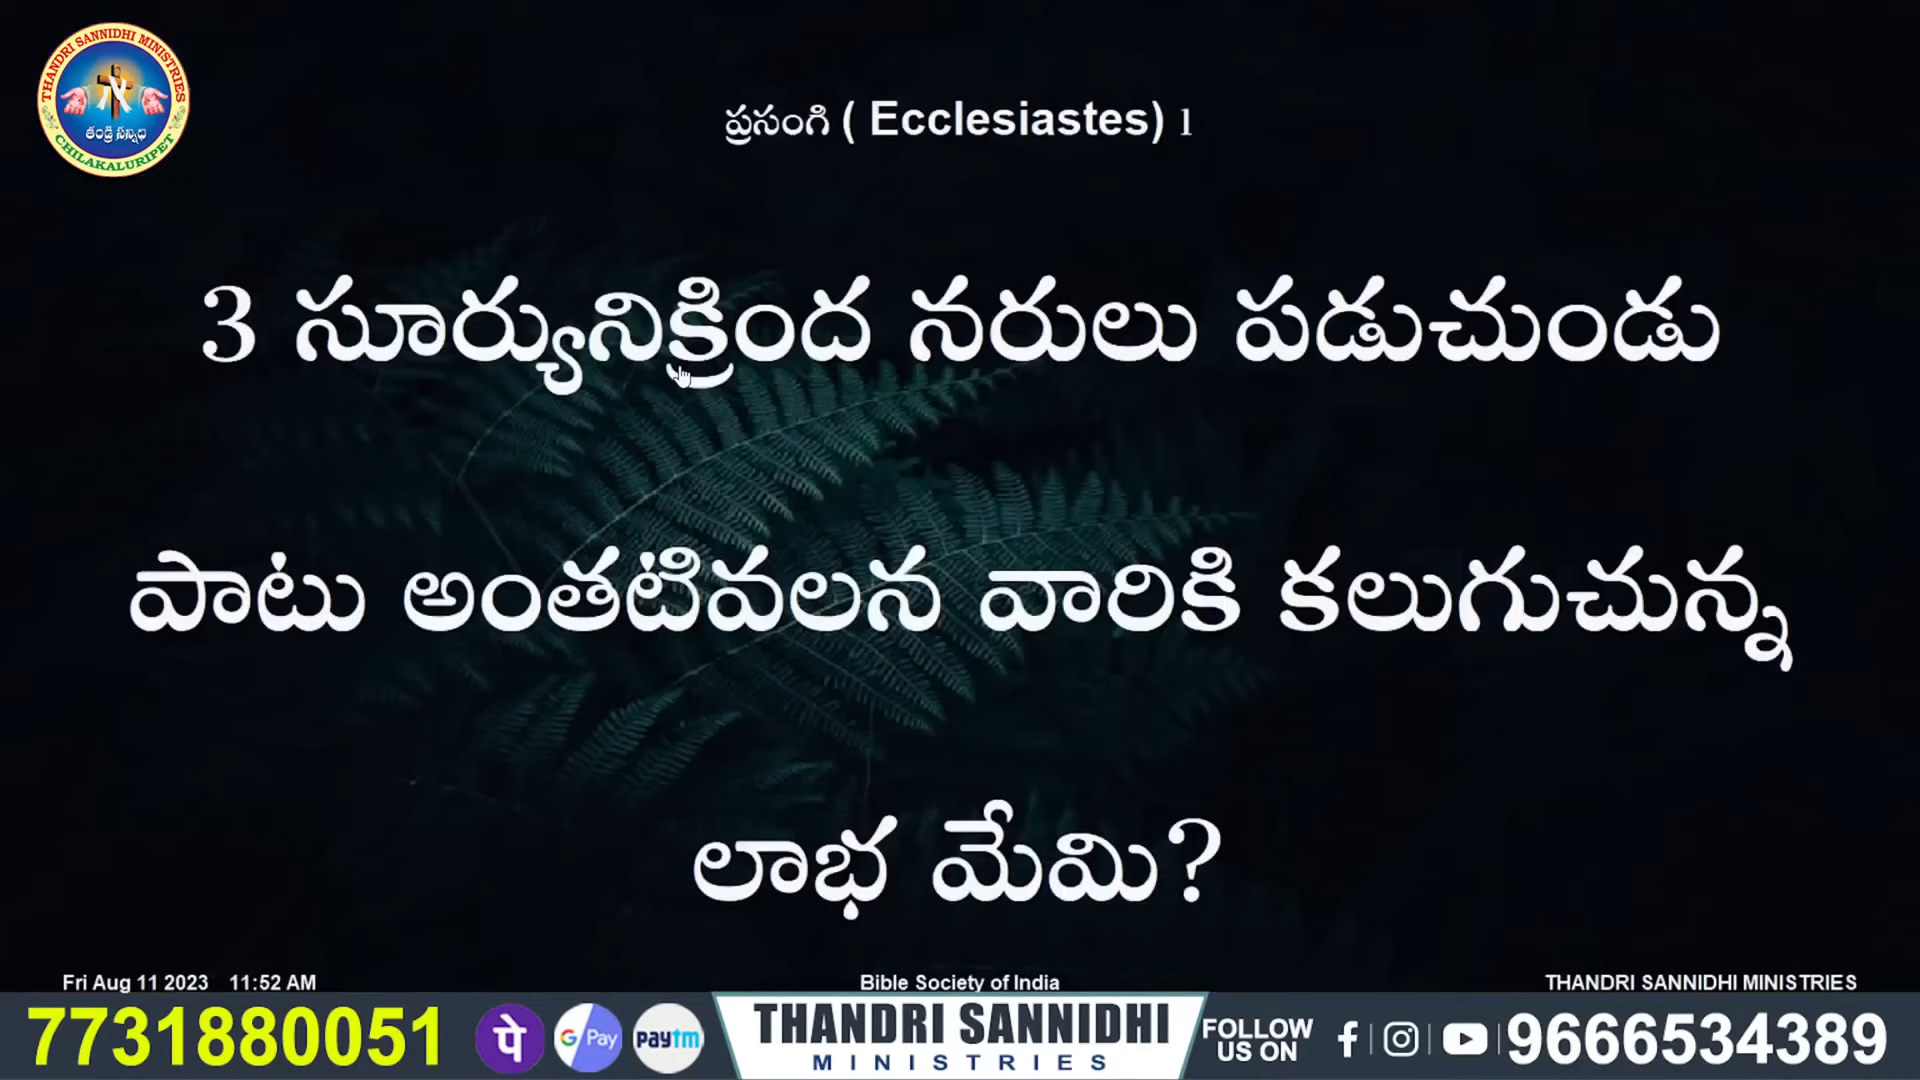 THANDRI SANNIDHI MINISTRIES
తండ్రి సన్నిధి
CHILAKALURIPET
ప్రసంగి ( Ecclesiastes) 1
3 సూర్యునిక్రింద నరులు పడుచుండు
పాటు అంతటివలన వారికి కలుగుచున్న
లాభ మేమి?
Fri Aug 11 2023 11:52 AM
Bible Society of India
THANDRI SANNIDHI MINISTRIES
7731880051
पे
G Pay
paytm
THANDRI SANNIDHI
MINISTRIES
FOLLOW
US ON
9666534389